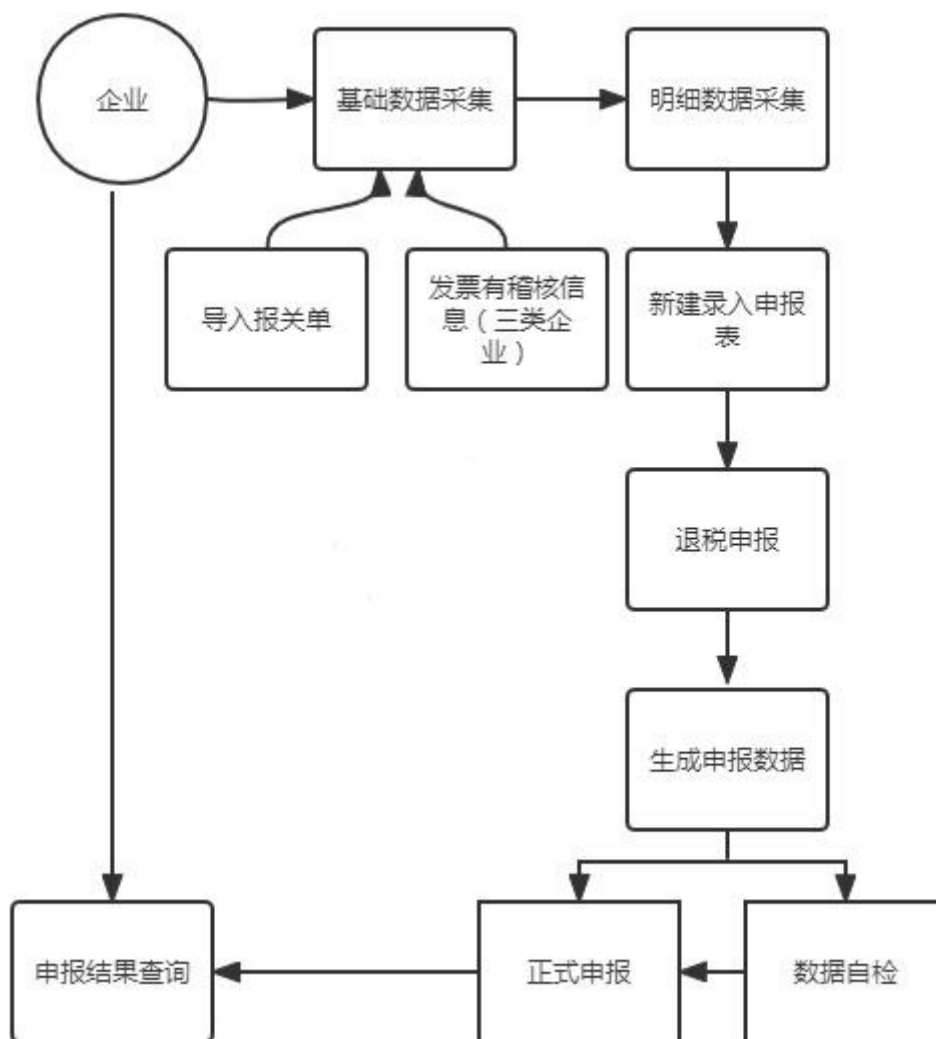 企业
基础数据采集
明细数据采集
导入报关单
发票有稽核信
息（三类企
业）
新建录入申报
表
退税申报
生成申报数据
申报结果查询
正式申报
数据自检